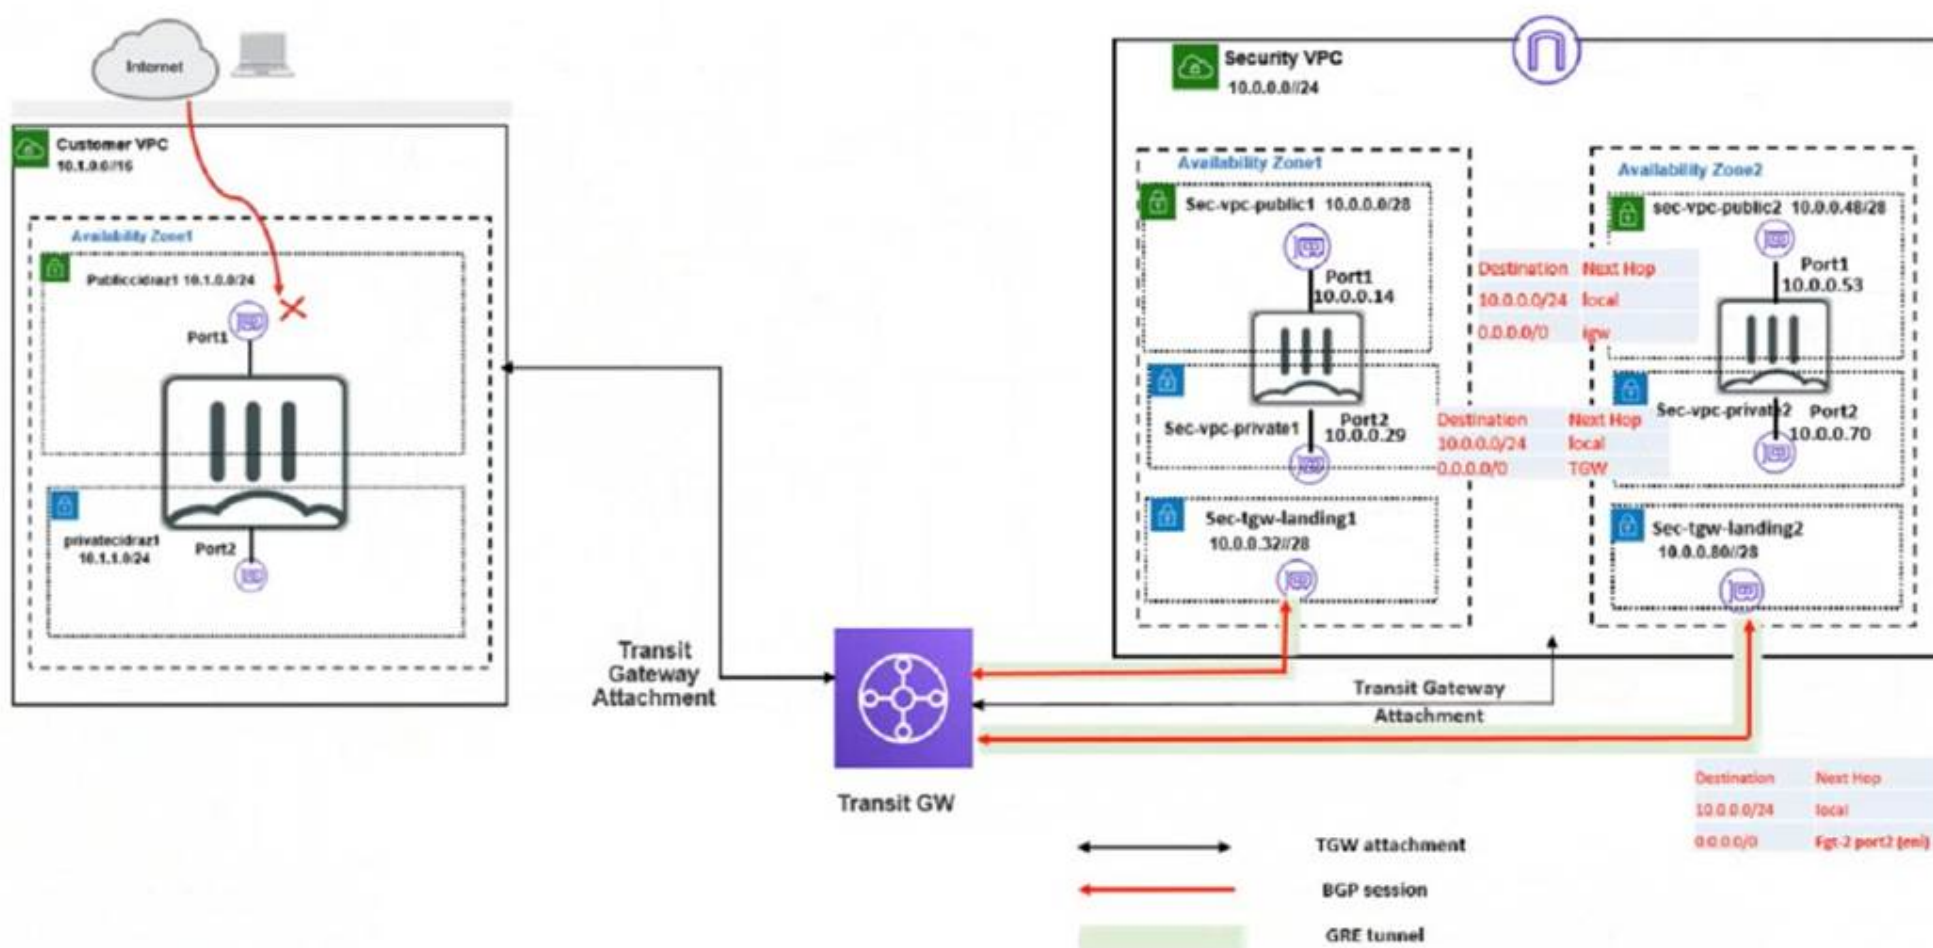 Internet
Customer VPC
10.1.0.0//16
Availability Zone1
Publiccidraz1 10.1.0.0/24
Port1
privatecidraz1
10.1.1.0/24
Port2
Transit
Gateway
Attachment
Transit GW
Security VPC
10.0.0.0//24
Availability Zone1
Sec-vpc-public1 10.0.0.0/28
Port1
10.0.0.14
Sec-vpc-private1
Port2
10.0.0.29
Sec-tgw-landing1
10.0.0.32//28
Destination Next Hop
10.0.0.0/24 local
0.0.0.0/0 igw
Destination Next Hop
10.0.0.0/24 local
0.0.0.0/0 TGW
Availability Zone2
sec-vpc-public2 10.0.0.48/28
Port1
10.0.0.53
Sec-vpc-private2
Port2
10.0.0.70
Sec-tgw-landing2
10.0.0.80//28
Transit Gateway
Attachment
Destination Next Hop
10.0.0.0/24 local
0.0.0.0/0 Fgt-2 port2 (eni)
TGW attachment
BGP session
GRE tunnel